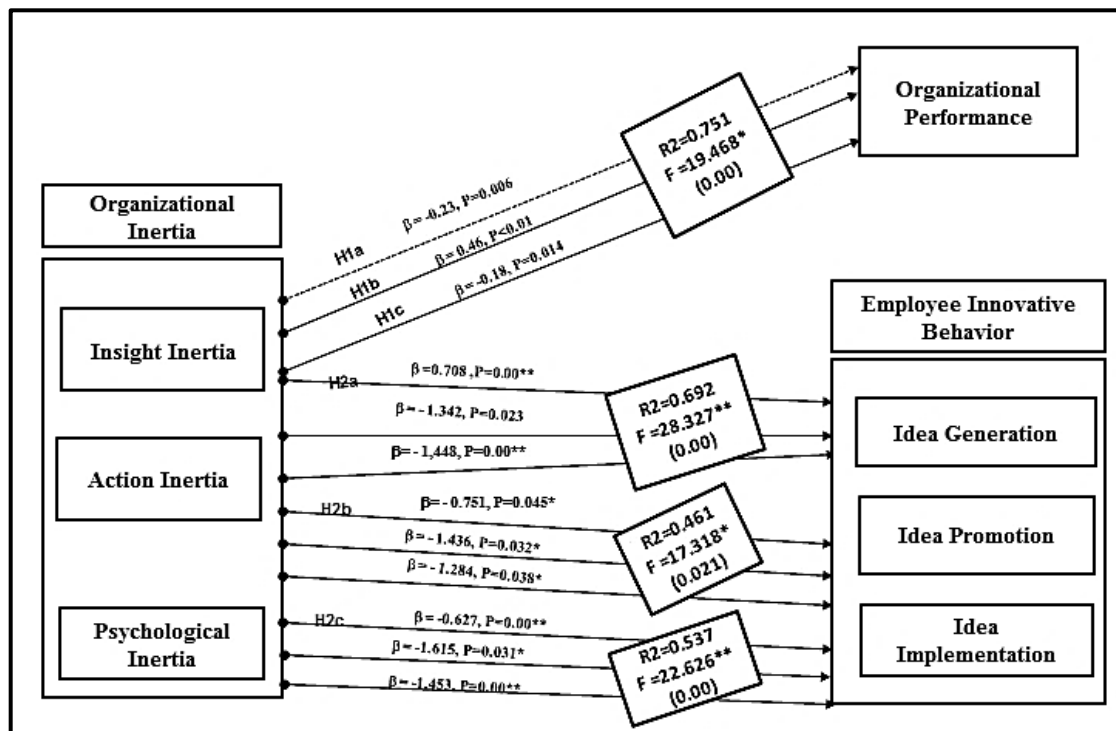 Organizational
Performance
R2=0.751
F =19.468*
(0.00)
Organizational
Inertia
H1a
β = -0.23, P=0.006
H1b
β = 0.46, P<0.01
H1c
β = -0.18, P=0.014
Employee Innovative
Behavior
Insight Inertia
Action Inertia
Psychological
Inertia
H2a
β=0.708 , P=0.00**
β= - 1.342, P=0.023
β= - 1,448, P=0.00**
R2=0.692
F =28.327**
(0.00)
H2b
β= - 0.751, P=0.045*
β = -1.436, P=0.032*
β = -1.284, P=0.038*
R2=0.461
F =17.318*
(0.021)
H2c
β = -0.627, P=0.00**
β = -1.615, P=0.031*
β = -1.453, P=0.00**
R2=0.537
F =22.626**
(0.00)
Idea Generation
Idea Promotion
Idea
Implementation